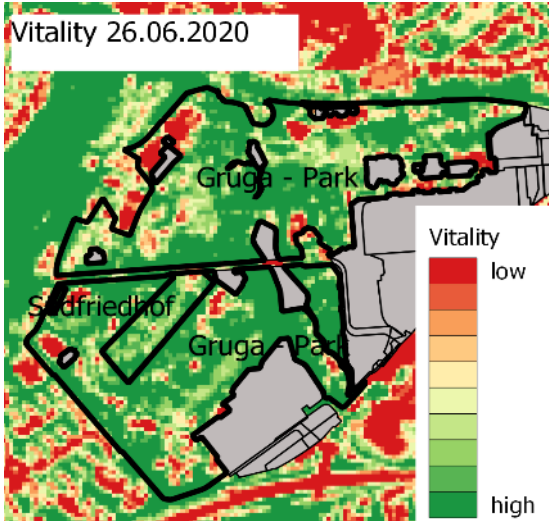 Vitality 26.06.2020
Gruga - Park
Vitality
low
Südfriedhof
Gruga - Park
high